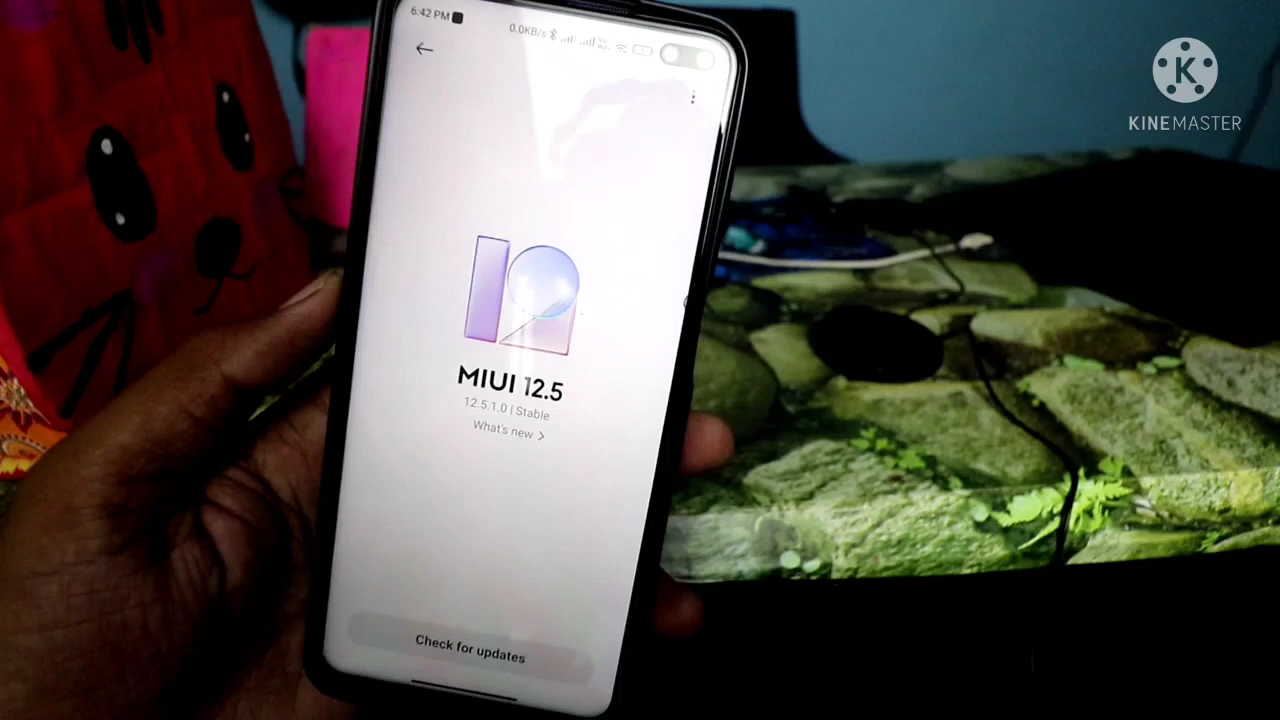 6:42 PM
0.0KB/s
MIUI 12.5
12.5.1.0 | Stable
What's new >
Check for updates
K
KINEMASTER